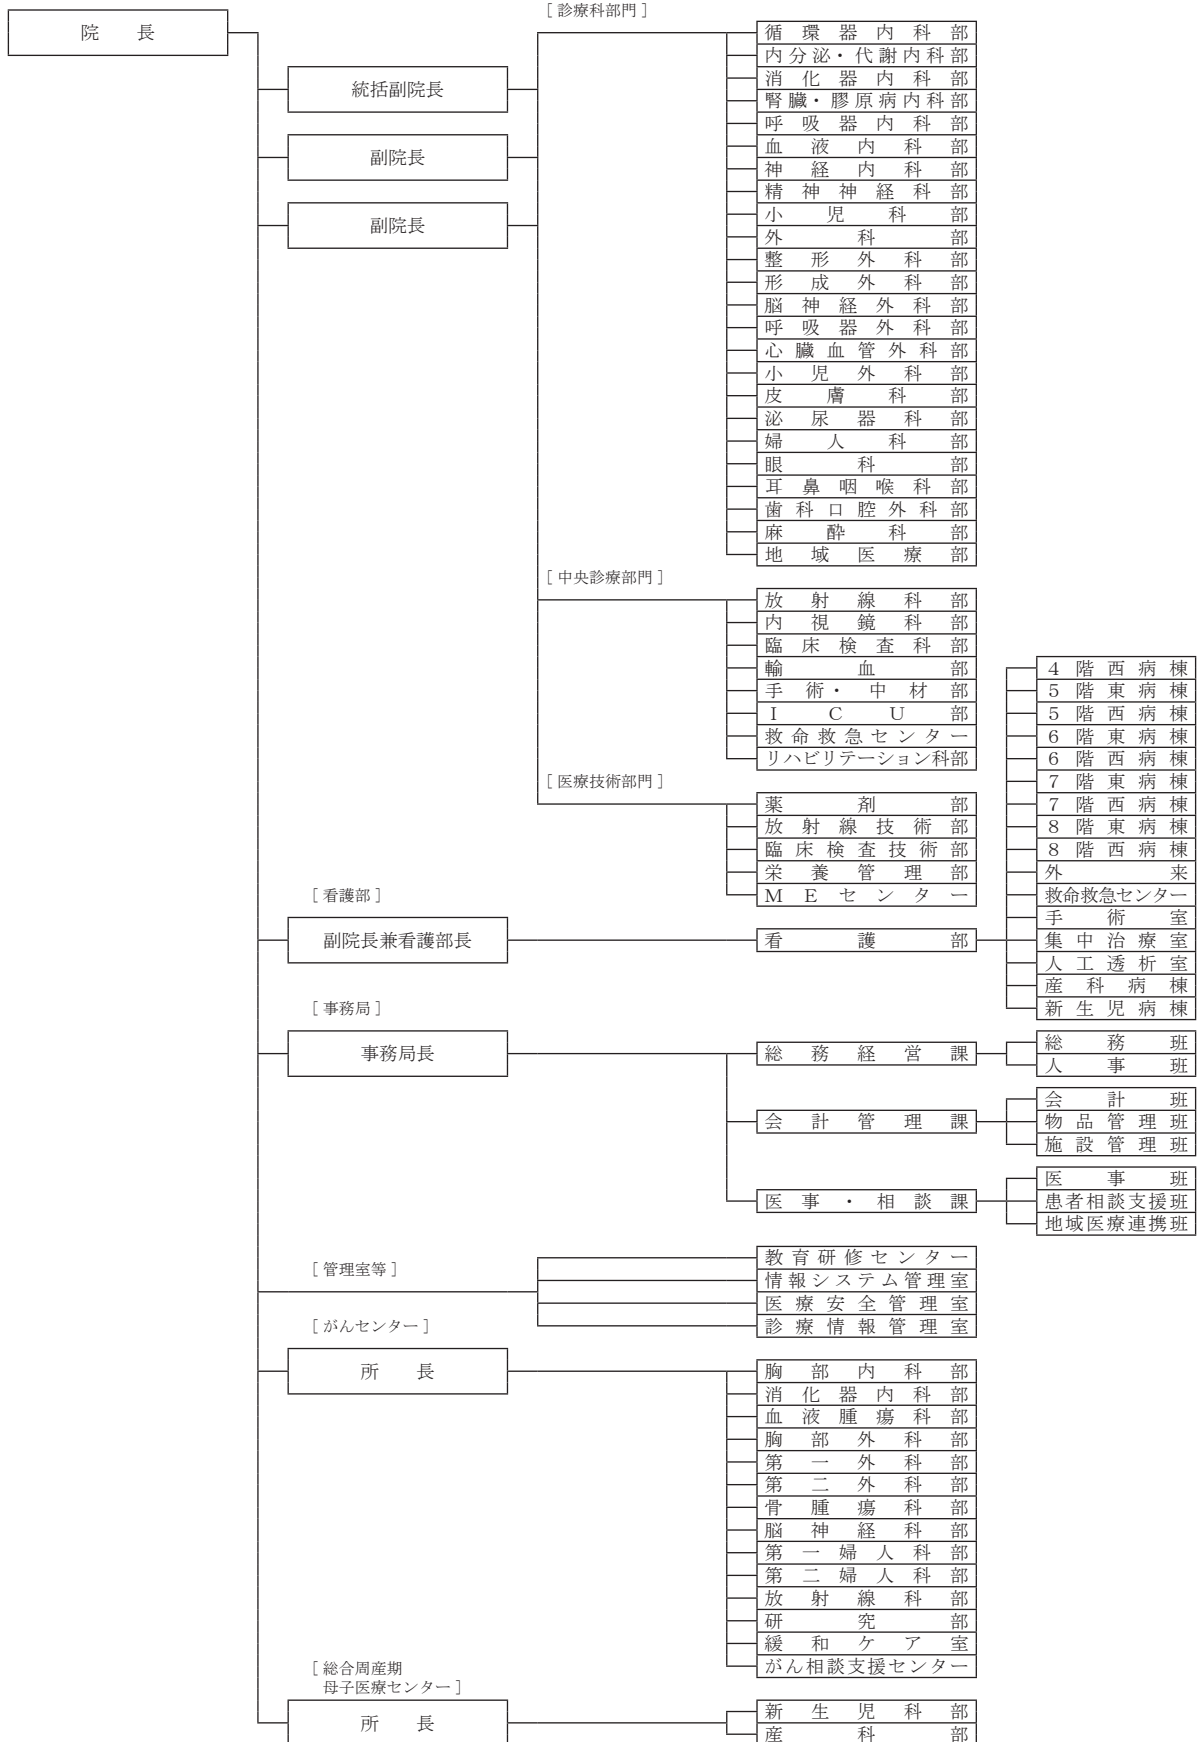 院長
[ 診療科部門 ]
統括副院長
副院長
副院長
循環器内科部
内分泌・代謝内科部
消化器内科部
腎臓・膠原病内科部
呼吸器内科部
血液内科部
神経内科部
精神神経科部
小児科部
外科部
整形外科部
形成外科部
脳神経外科部
呼吸器外科部
心臓血管外科部
小児外科部
皮膚科部
泌尿器科部
婦人科部
眼科部
耳鼻咽喉科部
歯科口腔外科部
麻酔科部
地域医療部
[ 中央診療部門 ]
放射線科部
内視鏡科部
臨床検査科部
輸血部
手術・中材部
ICU部
救命救急センター
リハビリテーション科部
[ 医療技術部門 ]
薬剤部
放射線技術部
臨床検査技術部
栄養管理部
MEセンター
[ 看護部 ]
副院長兼看護部長
看護部
4階西病棟
5階東病棟
5階西病棟
6階東病棟
6階西病棟
7階東病棟
7階西病棟
8階東病棟
8階西病棟
外来
救命救急センター
手術室
集中治療室
人工透析室
産科病棟
新生児病棟
[ 事務局 ]
事務局長
総務経営課
総務班
人事班
会計管理課
会計班
物品管理班
施設管理班
医事・相談課
医事班
患者相談支援班
地域医療連携班
[ 管理室等 ]
教育研修センター
情報システム管理室
医療安全管理室
診療情報管理室
[ がんセンター ]
所長
胸部内科部
消化器内科部
血液腫瘍科部
胸部外科部
第一外科部
第二外科部
骨腫瘍科部
脳神経科部
第一婦人科部
第二婦人科部
放射線科部
研究部
緩和ケア室
がん相談支援センター
[ 総合周産期
母子医療センター ]
所長
新生児科部
産科部